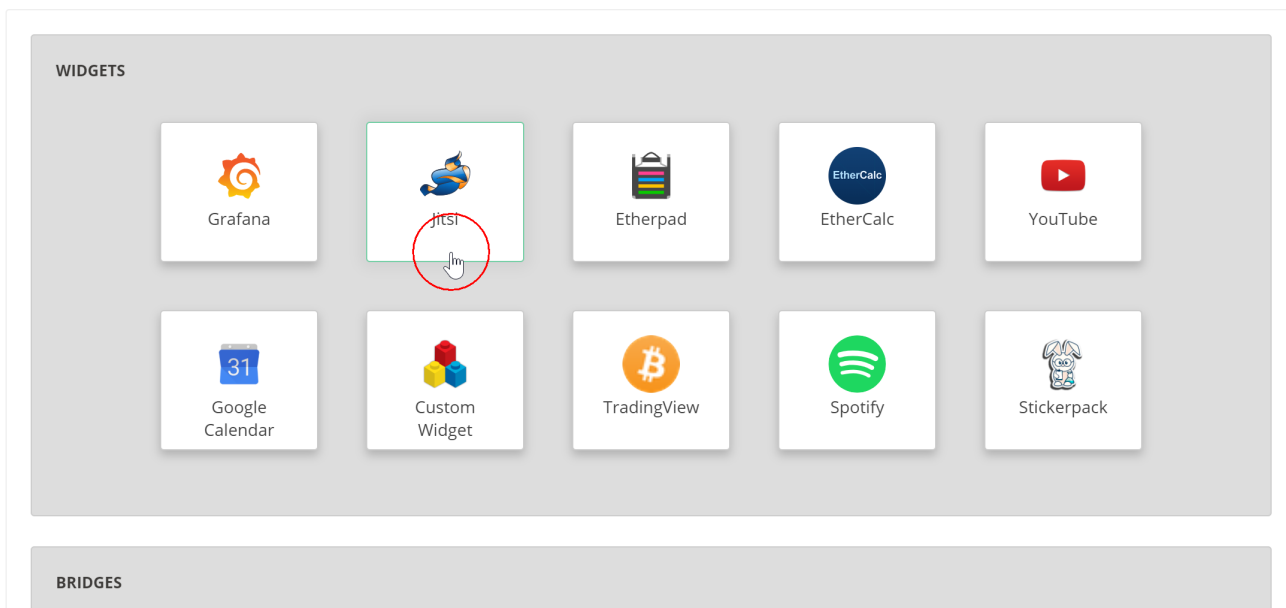 WIDGETS
Grafana
Jitsi
Etherpad
EtherCalc
EtherCalc
YouTube
31
Google
Calendar
Custom
Widget
TradingView
Spotify
Stickerpack
BRIDGES